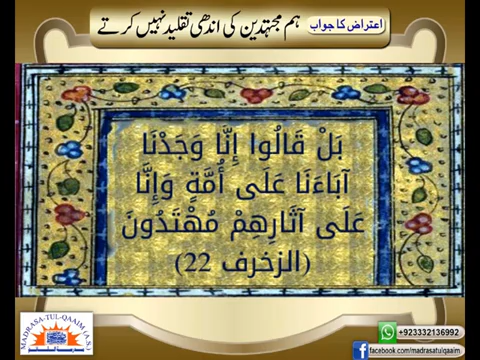 اعتراض کا جواب ہم مجتہدین کی اندھی تقلید نہیں کرتے
بَلْ قَالُوا إِنَّا وَجَدْنَا
آبَاءَنَا عَلَى أُمَّةٍ وَإِنَّا
عَلَى آثَارِهِمْ مُهْتَدُونَ
(الزخرف 22)
MADRASA-TUL-QAAIM (A.S.)
+923332136992
facebook.com/madrasatulqaaim